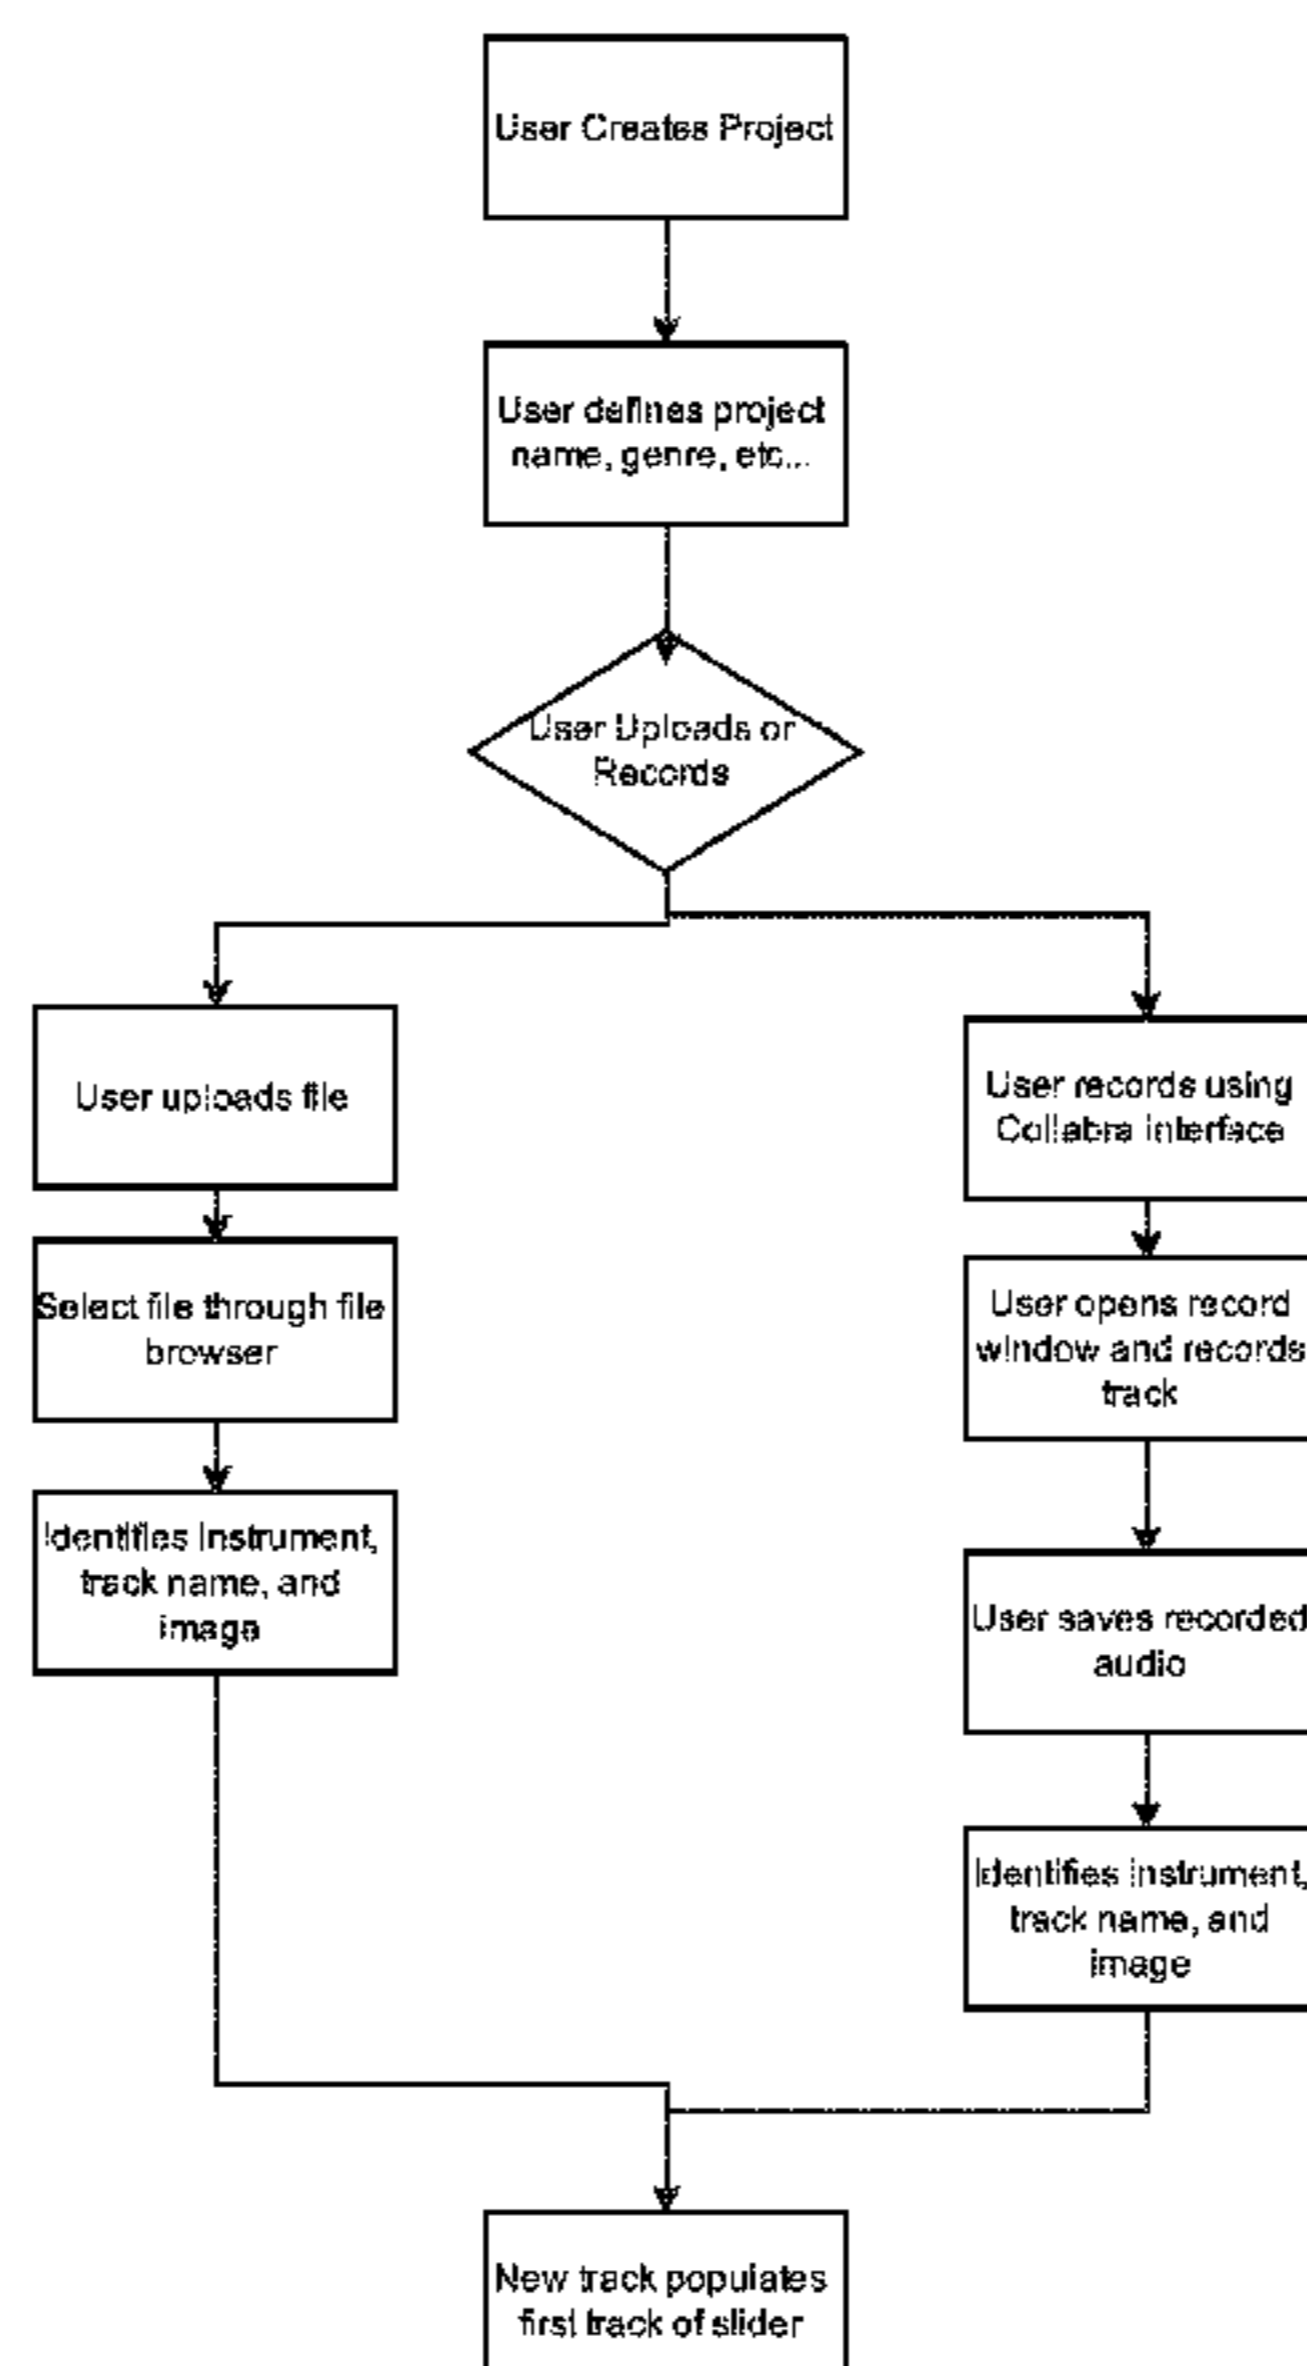 User Creates Project
User defines project
name, genre, etc...
User Uploads or
Records
User uploads file
Select file through file
browser
Identifies instrument,
track name, and
image
User records using
Collabra interface
User opens record
window and records
track
User saves recorded
audio
Identifies instrument,
track name, and
image
New track populates
first track of slider